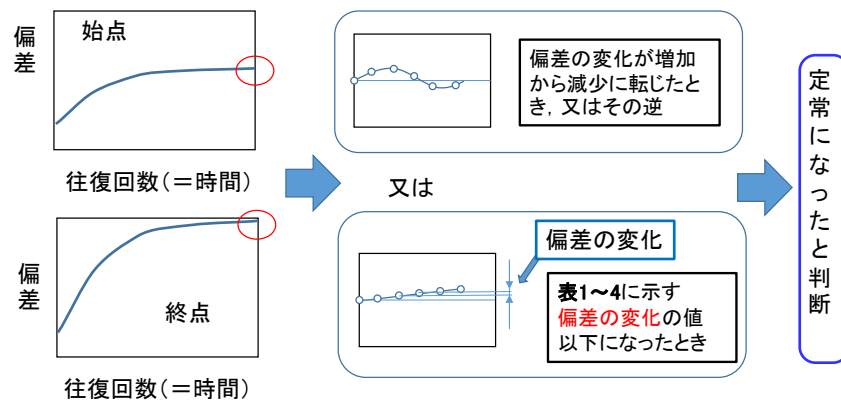 偏差
始点
往復回数(=時間)
偏差
終点
往復回数(=時間)
偏差の変化が増加
から減少に転じたと
き，又はその逆
又は
偏差の変化
表1～4に示す
偏差の変化の値
以下になったとき
定常になったと判断